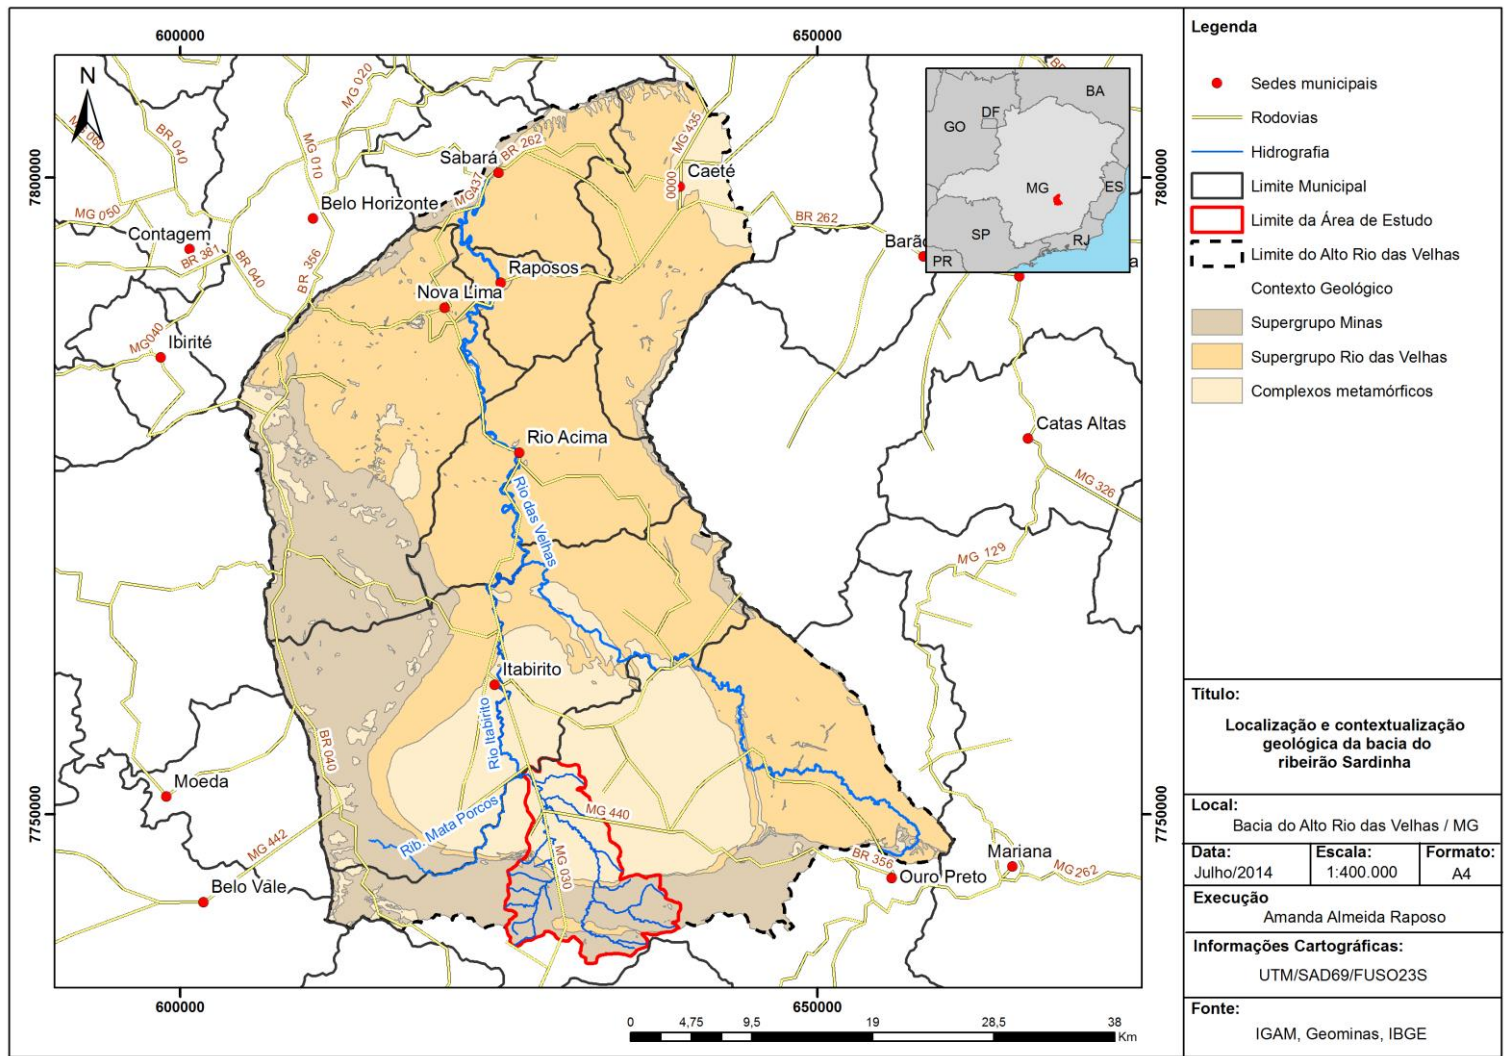 600000
650000
N
MG 020
MG 060
BR 040
MG 010
Sabará
BR 262
MG 435
MG437
0000
Caeté
7800000
7800000
MG 050
Belo Horizonte
Contagem
BR 381
BR 040
BR 356
BR 262
Raposos
Nova Lima
MG040
Ibirité
Rio Acima
Catas Altas
MG 326
Rio das Velhas
MG 129
Itabirito
Rio Itabirito
BR 040
Moeda
Rib. Mata Porcos
MG 440
7750000
7750000
MG 442
MG 030
BR 356
Mariana
MG 262
Ouro Preto
Belo Vale
600000
650000
0
4,75
9,5
19
28,5
38
Km
BA
DF
GO
MG
ES
SP
RJ
PR
Legenda
Sedes municipais
Rodovias
Hidrografia
Limite Municipal
Limite da Área de Estudo
Limite do Alto Rio das Velhas
Contexto Geológico
Supergrupo Minas
Supergrupo Rio das Velhas
Complexos metamórficos
Título:
Localização e contextualização
geológica da bacia do
ribeirão Sardinha
Local:
Bacia do Alto Rio das Velhas / MG
Data:
Julho/2014
Escala:
1:400.000
Formato:
A4
Execução
Amanda Almeida Raposo
Informações Cartográficas:
UTM/SAD69/FUSO23S
Fonte:
IGAM, Geominas, IBGE